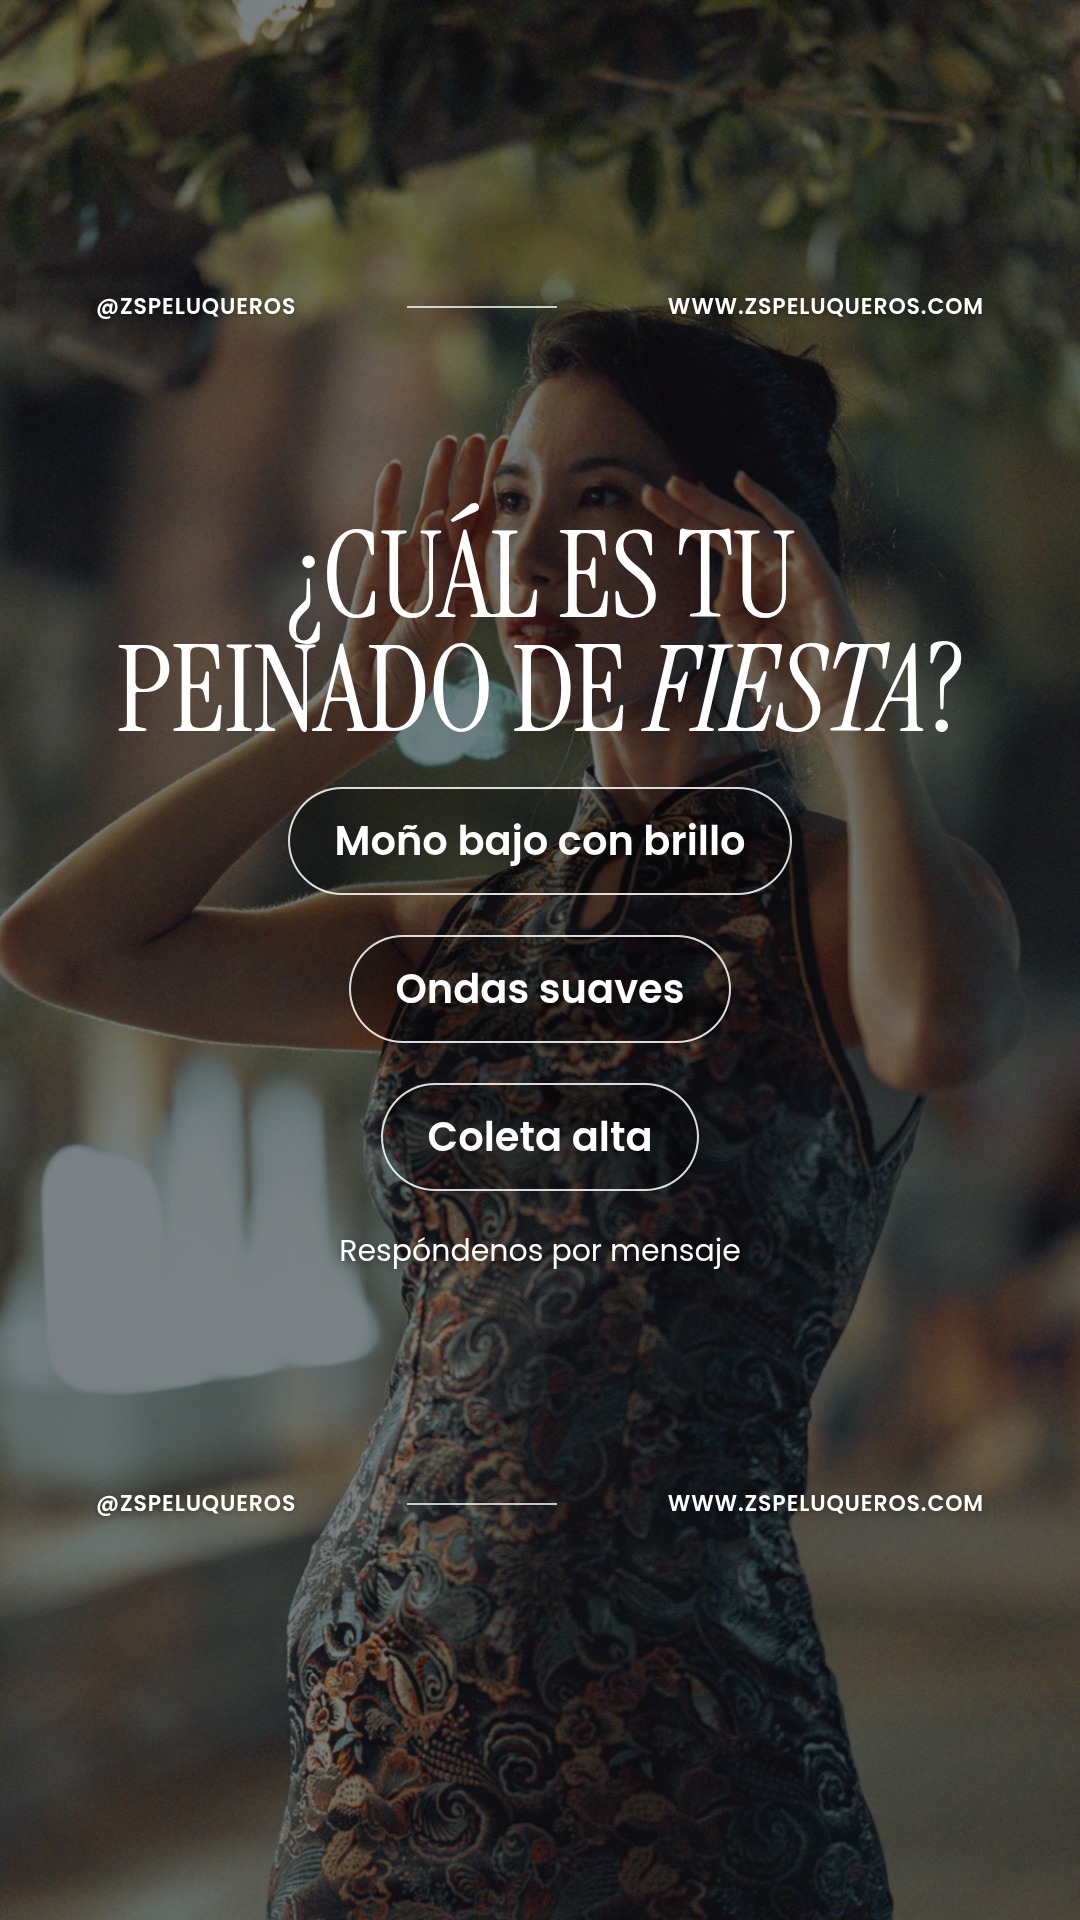 @ZSPELUQUEROS WWW.ZSPELUQUEROS.COM
¿CUÁL ES TU
PEINADO DE FIESTA?
Moño bajo con brillo
Ondas suaves
Coleta alta
Respóndenos por mensaje
@ZSPELUQUEROS WWW.ZSPELUQUEROS.COM